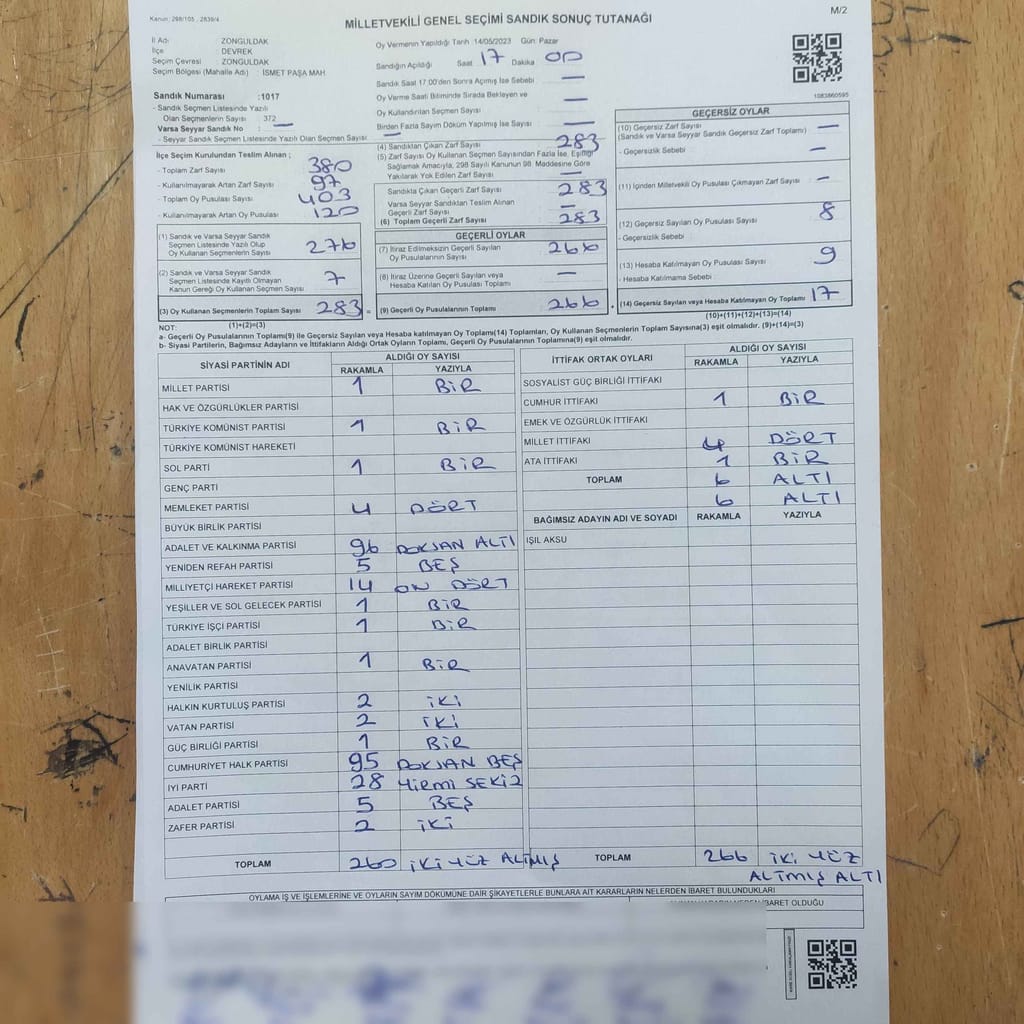 Kanun: 298/105 , 2839/4
MİLLETVEKİLİ GENEL SEÇİMİ SANDIK SONUÇ TUTANAĞI
M/2
İl Adı : ZONGULDAK
İlçe : DEVREK
Seçim Çevresi : ZONGULDAK
Seçim Bölgesi (Mahalle Adı) İSMET PAŞA MAH
Sandık Numarası :1017
- Sandık Seçmen Listesinde Yazılı
Olan Seçmenlerin Sayısı : 372
Varsa Seyyar Sandık No : —
- Seyyar Sandık Listesinde Yazılı Olan Seçmen Sayısı: —
Oy Vermenin Yapıldığı Tarih :14/05/2023 Gün: Pazar
Sandığın Açıldığı Saat 17 Dakika 00
Sandık Saat 17.00'den Sonra Açılmış İse Sebebi —
Oy Verme Saati Bitiminde Sırada Bekleyen ve
Oy Kullandırılan Seçmen Sayısı —
Birden Fazla Sayım Döküm Yapılmış İse Sayısı —
1083860595
İlçe Seçim Kurulundan Teslim Alınan ;
- Toplam Zarf Sayısı 380
- Kullanılmayarak Artan Zarf Sayısı 97
- Toplam Oy Pusulası Sayısı 403
- Kullanılmayarak Artan Oy Pusulası 120
(1) Sandık ve Varsa Seyyar Sandık
Seçmen Listesinde Yazılı Olup
Oy Kullanan Seçmenlerin Sayısı 276
(2) Sandık ve Varsa Seyyar Sandık
Seçmen Listesinde Kayıtlı Olmayan
Kanun Gereği Oy Kullanan Seçmen Sayısı 7
(3) Oy Kullanan Seçmenlerin Toplam Sayısı 283 =
(1)+(2)=(3)
(4) Sandıktan Çıkan Zarf Sayısı 283
(5) Zarf Sayısı Oy Kullanan Seçmen Sayısından Fazla İse, Eşitliği
Sağlamak Amacıyla, 298 Sayılı Kanunun 98. Maddesine Göre
Yakılarak Yok Edilen Zarf Sayısı —
Sandıkta Çıkan Geçerli Zarf Sayısı 283
Varsa Seyyar Sandıktan Teslim Alınan
Geçerli Zarf Sayısı —
(6) Toplam Geçerli Zarf Sayısı 283
GEÇERLİ OYLAR
(7) İtiraz Edilmeksizin Geçerli Sayılan
Oy Pusulalarının Sayısı 266
(8) İtiraz Üzerine Geçerli Sayılan veya
Hesaba Katılan Oy Pusulası Toplamı —
(9) Geçerli Oy Pusulalarının Toplamı 266 +
GEÇERSİZ OYLAR
(10) Geçersiz Zarf Sayısı —
(Sandık ve Varsa Seyyar Sandık Geçersiz Zarf Toplamı)
- Geçersizlik Sebebi —
(11) İçinden Milletvekili Oy Pusulası Çıkmayan Zarf Sayısı —
(12) Geçersiz Sayılan Oy Pusulası Sayısı 8
- Geçersizlik Sebebi
(13) Hesaba Katılmayan Oy Pusulası Sayısı 9
- Hesaba Katılmama Sebebi
(14) Geçersiz Sayılan veya Hesaba Katılmayan Oy Toplamı 17
(10)+(11)+(12)+(13)=(14)
NOT:
a- Geçerli Oy Pusulalarının Toplamı(9) ile Geçersiz Sayılan veya Hesaba katılmayan Oy Toplamı(14) Toplamları, Oy Kullanan Seçmenlerin Toplam Sayısına(3) eşit olmalıdır. (9)+(14)=(3)
b- Siyasi Partilerin, Bağımsız Adayların ve İttifakların Aldığı Ortak Oyların Toplamı, Geçerli Oy Pusulalarının Toplamına(9) eşit olmalıdır.
SİYASİ PARTİNİN ADI ALDIĞI OY SAYISI
RAKAMLA YAZIYLA
MİLLET PARTİSİ 1 BİR
HAK VE ÖZGÜRLÜKLER PARTİSİ
TÜRKİYE KOMÜNİST PARTİSİ 1 BİR
TÜRKİYE KOMÜNİST HAREKETİ
SOL PARTİ 1 BİR
GENÇ PARTİ
MEMLEKET PARTİSİ 4 DÖRT
BÜYÜK BİRLİK PARTİSİ
ADALET VE KALKINMA PARTİSİ 96 DOKSAN ALTI
YENİDEN REFAH PARTİSİ 5 BEŞ
MİLLİYETÇİ HAREKET PARTİSİ 14 ON DÖRT
YEŞİLLER VE SOL GELECEK PARTİSİ 1 BİR
TÜRKİYE İŞÇİ PARTİSİ 1 BİR
ADALET BİRLİK PARTİSİ
ANAVATAN PARTİSİ 1 BİR
YENİLİK PARTİSİ
HALKIN KURTULUŞ PARTİSİ 2 İKİ
VATAN PARTİSİ 2 İKİ
GÜÇ BİRLİĞİ PARTİSİ 1 BİR
CUMHURİYET HALK PARTİSİ 95 DOKSAN BEŞ
İYİ PARTİ 28 YİRMİ SEKİZ
ADALET PARTİSİ 5 BEŞ
ZAFER PARTİSİ 2 İKİ
TOPLAM 260 İKİ YÜZ ALTMIŞ
İTTİFAK ORTAK OYLARI ALDIĞI OY SAYISI
RAKAMLA YAZIYLA
SOSYALİST GÜÇ BİRLİĞİ İTTİFAKI
CUMHUR İTTİFAKI 1 BİR
EMEK VE ÖZGÜRLÜK İTTİFAKI
MİLLET İTTİFAKI 4 DÖRT
ATA İTTİFAKI 1 BİR
TOPLAM 6 ALTI
6 ALTI
BAĞIMSIZ ADAYIN ADI VE SOYADI RAKAMLA YAZIYLA
IŞIL AKSU
TOPLAM 266 İKİ YÜZ
ALTMIŞ ALTI
OYLAMA İŞ VE İŞLEMLERİNE VE OYLARIN SAYIM DÖKÜMÜNE DAİR ŞİKAYETLERLE BUNLARA AİT KARARLARIN NELERDEN İBARET BULUNDUKLARI
İBARET OLDUĞU